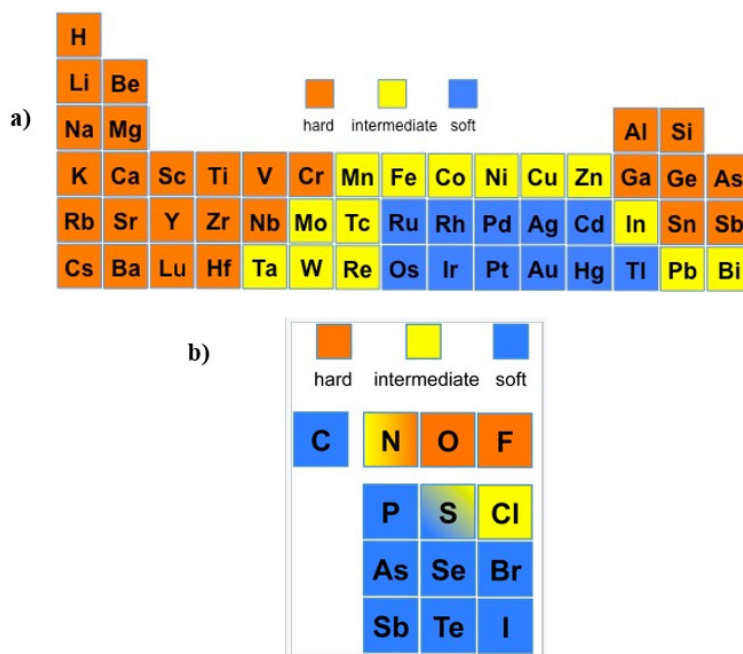 H
Li Be
a) Na Mg hard intermediate soft Al Si
K Ca Sc Ti V Cr Mn Fe Co Ni Cu Zn Ga Ge As
Rb Sr Y Zr Nb Mo Tc Ru Rh Pd Ag Cd In Sn Sb
Cs Ba Lu Hf Ta W Re Os Ir Pt Au Hg Tl Pb Bi
b)
hard intermediate soft
C N O F
P S Cl
As Se Br
Sb Te I